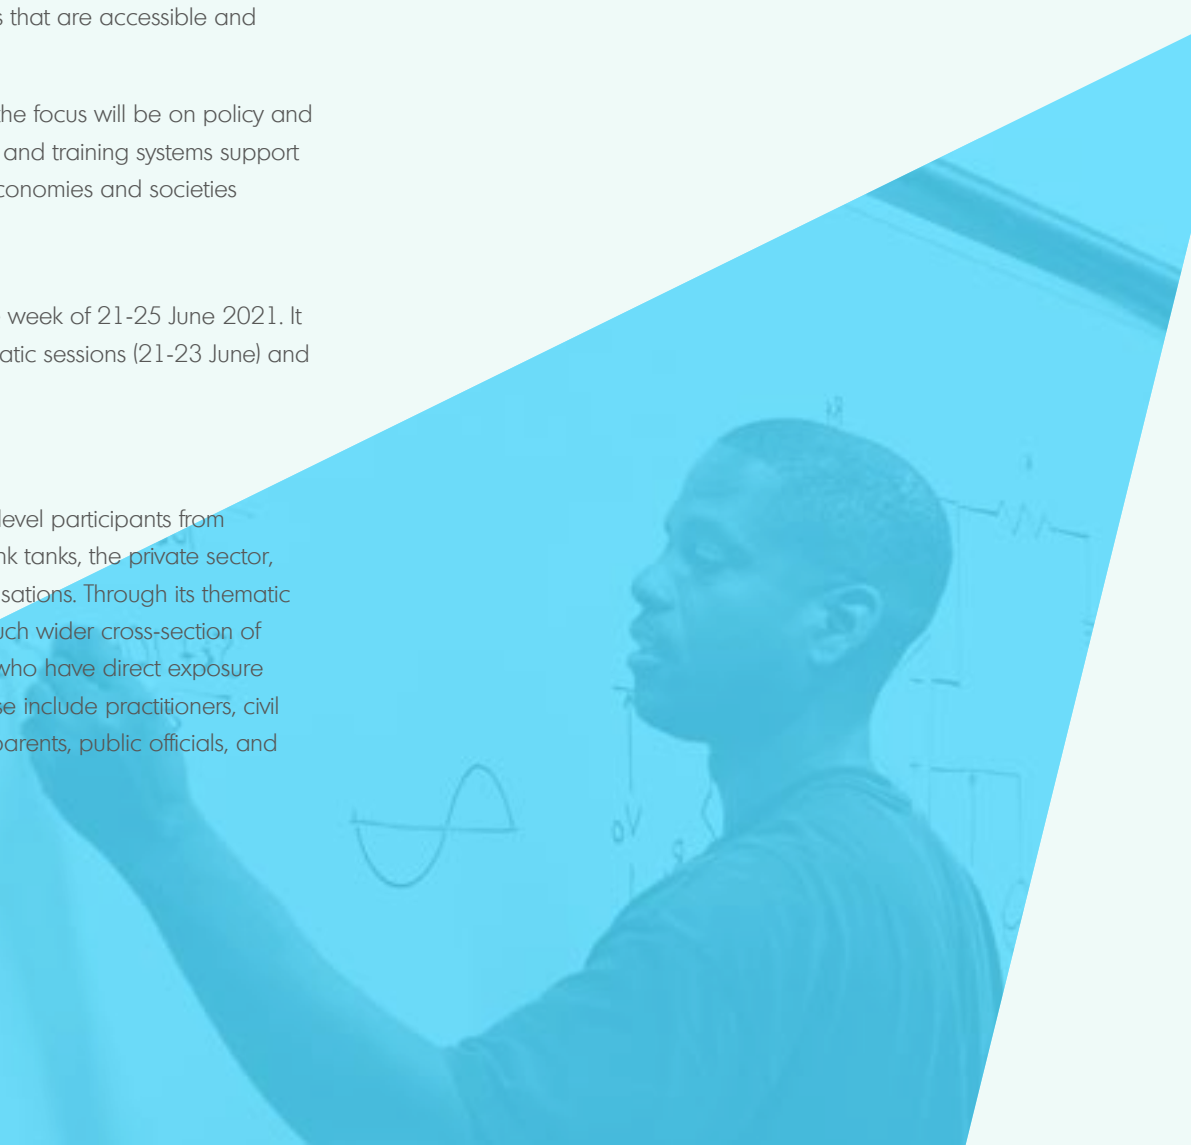 s that are accessible and
the focus will be on policy and
and training systems support
conomies and societies
week of 21-25 June 2021. It
atic sessions (21-23 June) and
level participants from
nk tanks, the private sector,
sations. Through its thematic
uch wider cross-section of
who have direct exposure
se include practitioners, civil
parents, public officials, and
0V